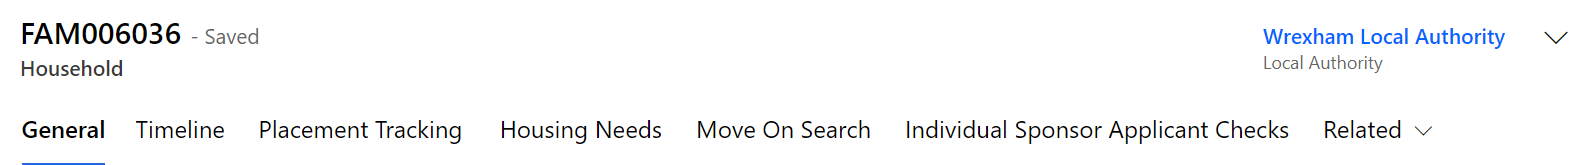 FAM006036 - Saved
Household
Wrexham Local Authority
Local Authority
General Timeline Placement Tracking Housing Needs Move On Search Individual Sponsor Applicant Checks Related